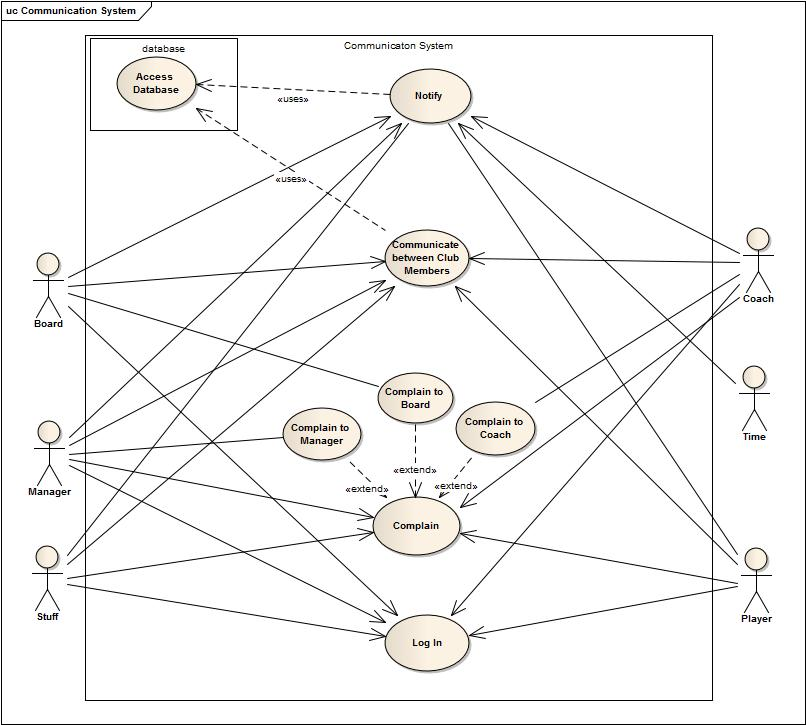 uc Communication System
database
Communicaton System
Access
Database
Notify
«uses»
«uses»
Communicate
between Club
Members
Board
Coach
Time
Complain to
Board
Complain to
Manager
Complain to
Coach
Manager
«extend»
«extend»
«extend»
Complain
Stuff
Player
Log In